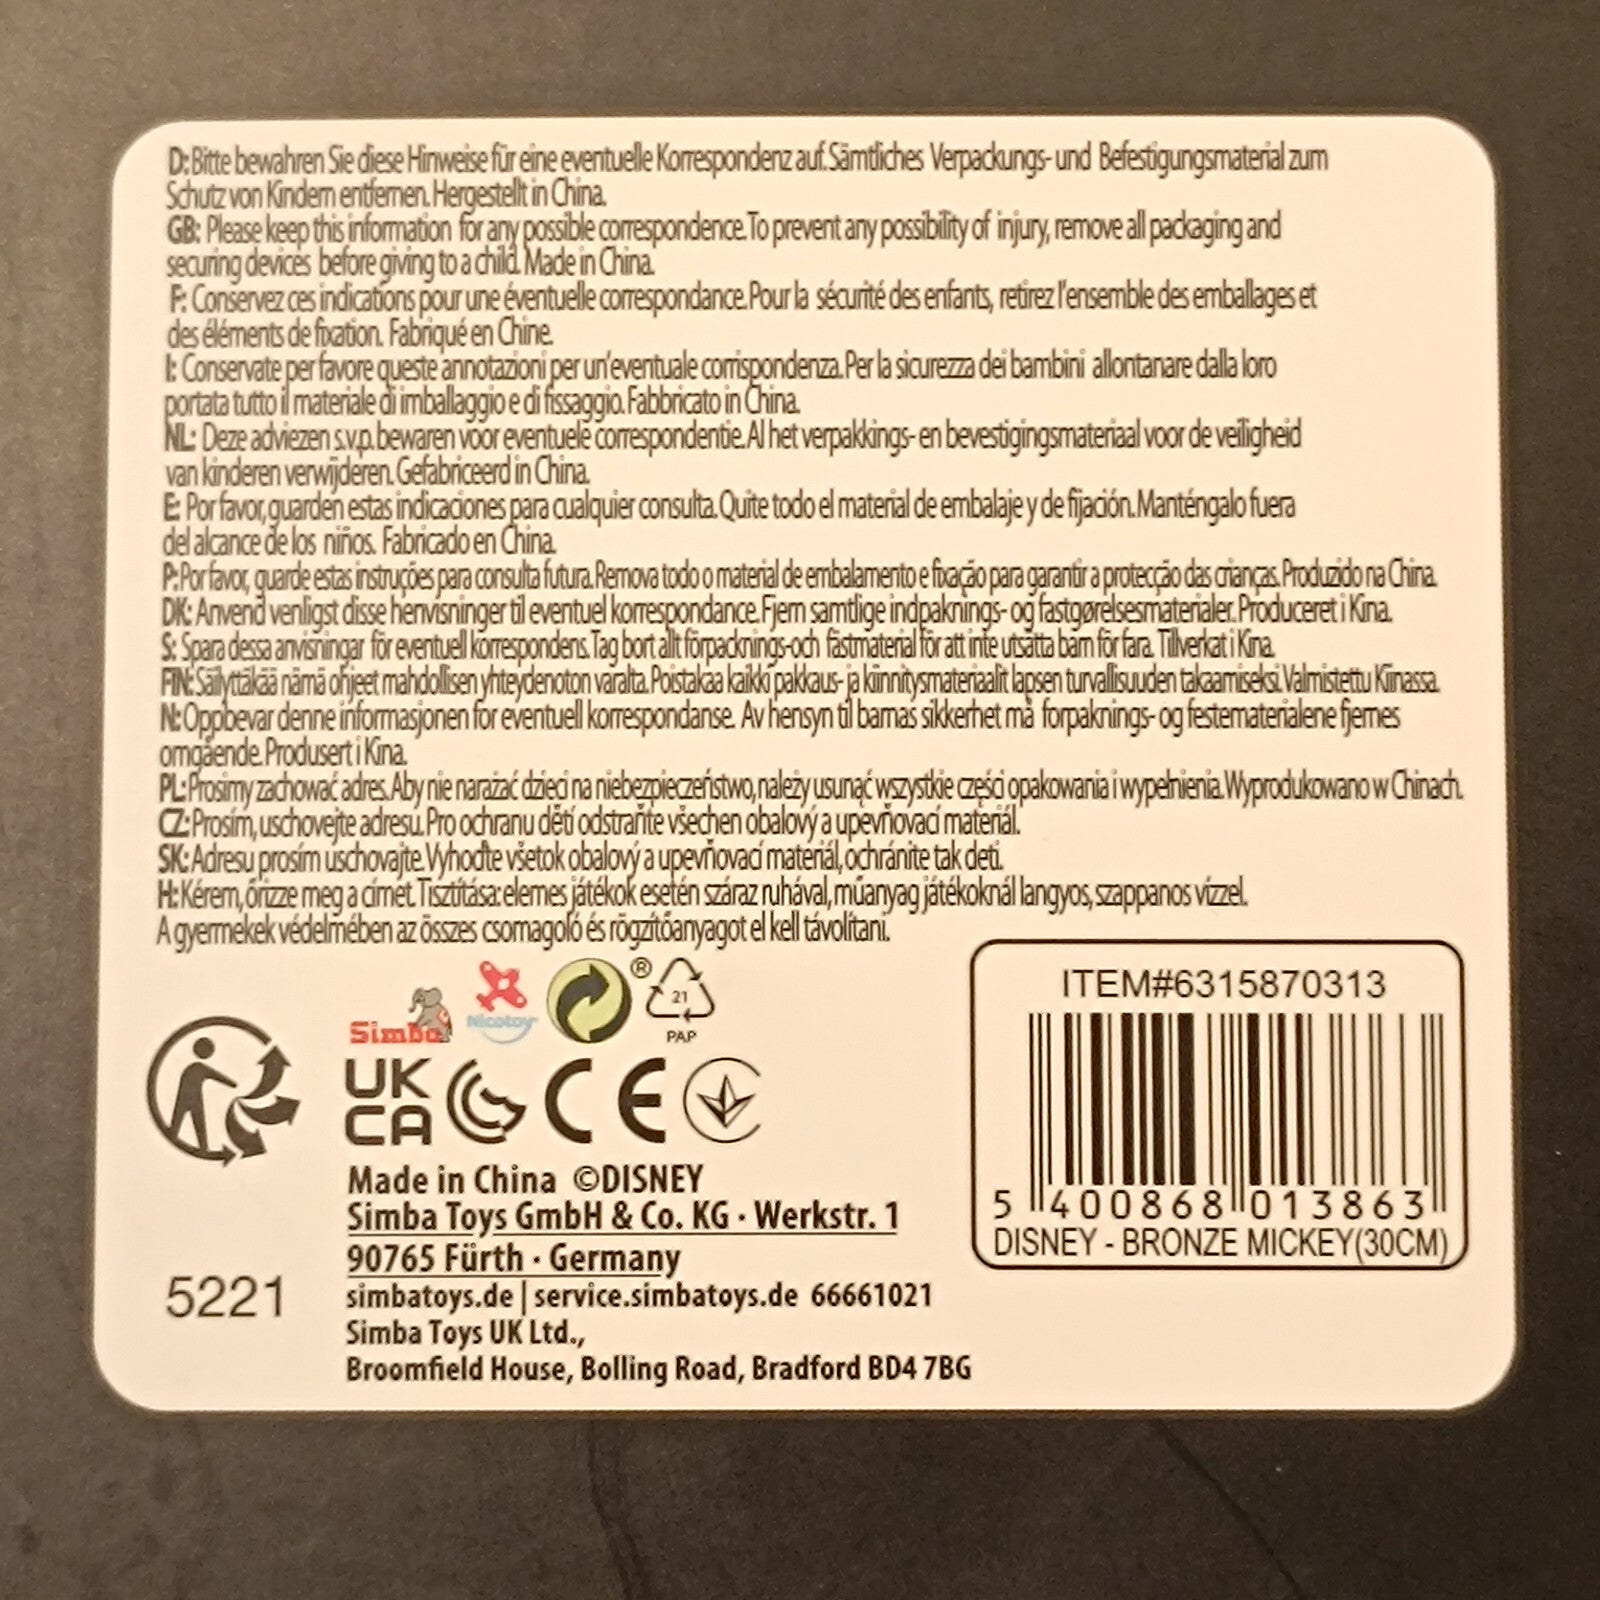 D: Bitte bewahren Sie diese Hinweise für eine eventuelle Korrespondenz auf. Sämtliches Verpackungs- und Befestigungsmaterial zum
Schutz von Kindern entfernen. Hergestellt in China.
GB: Please keep this information for any possible correspondence. To prevent any possibility of injury, remove all packaging and
securing devices before giving to a child. Made in China.
F: Conservez ces indications pour une éventuelle correspondance. Pour la sécurité des enfants, retirez l'ensemble des emballages et
des éléments de fixation. Fabriqué en Chine.
I: Conservate per favore queste annotazioni per un'eventuale corrispondenza. Per la sicurezza dei bambini allontanare dalla loro
portata tutto il materiale di imballaggio e di fissaggio. Fabbricato in China.
NL: Deze adviezen s.v.p. bewaren voor eventuele correspondentie. Al het verpakkings- en bevestigingsmateriaal voor de veiligheid
van kinderen verwijderen. Gefabriceerd in China.
E: Por favor, guarden estas indicaciones para cualquier consulta. Quite todo el material de embalaje y de fijación. Manténgalo fuera
del alcance de los niños. Fabricado en China.
P: Por favor, guarde estas instruções para consulta futura. Remova todo o material de embalamento e fixação para garantir a protecção das crianças. Produzido na China.
DK: Anvend venligst disse henvisninger til eventuel korrespondance. Fjern samtlige indpaknings- og fastgørelsesmaterialer. Produceret i Kina.
S: Spara dessa anvisningar för eventuell korrespondens. Tag bort allt förpacknings-och fästmaterial för att inte utsätta barn för fara. Tillverkat i Kina.
FIN: Säilyttäkää nämä ohjeet mahdollisen yhteydenoton varalta. Poistakaa kaikki pakkaus- ja kiinnitysmateriaalit lapsen turvallisuuden takaamiseksi. Valmistettu Kiinassa.
N: Oppbevar denne informasjonen for eventuell korrespondanse. Av hensyn til barnas sikkerhet må forpaknings- og festematerialene fjernes
omgående. Produsert i Kina.
PL: Prosimy zachować adres. Aby nie narażać dzieci na niebezpieczeństwo, należy usunąć wszystkie części opakowania i wypełnienia. Wyprodukowano w Chinach.
CZ: Prosím, uschovejte adresu. Pro ochranu dětí odstraňte všechen obalový a upevňovací materiál.
SK: Adresu prosím uschovajte. Vyhoďte všetok obalový a upevňovací materiál, ochránite tak deti.
H: Kérem, őrizze meg a címet. Tisztítása: elemes játékok esetén száraz ruhával, műanyag játékoknál langyos, szappanos vízzel.
A gyermekek védelmében az összes csomagoló és rögzítőanyagot el kell távolítani.
Simba Nicotoy ® 21 PAP
UK CA CE
Made in China ©DISNEY
Simba Toys GmbH & Co. KG · Werkstr. 1
90765 Fürth · Germany
simbatoys.de | service.simbatoys.de 66661021
Simba Toys UK Ltd.,
Broomfield House, Bolling Road, Bradford BD4 7BG
5221
ITEM#6315870313
5 400868 013863
DISNEY - BRONZE MICKEY(30CM)